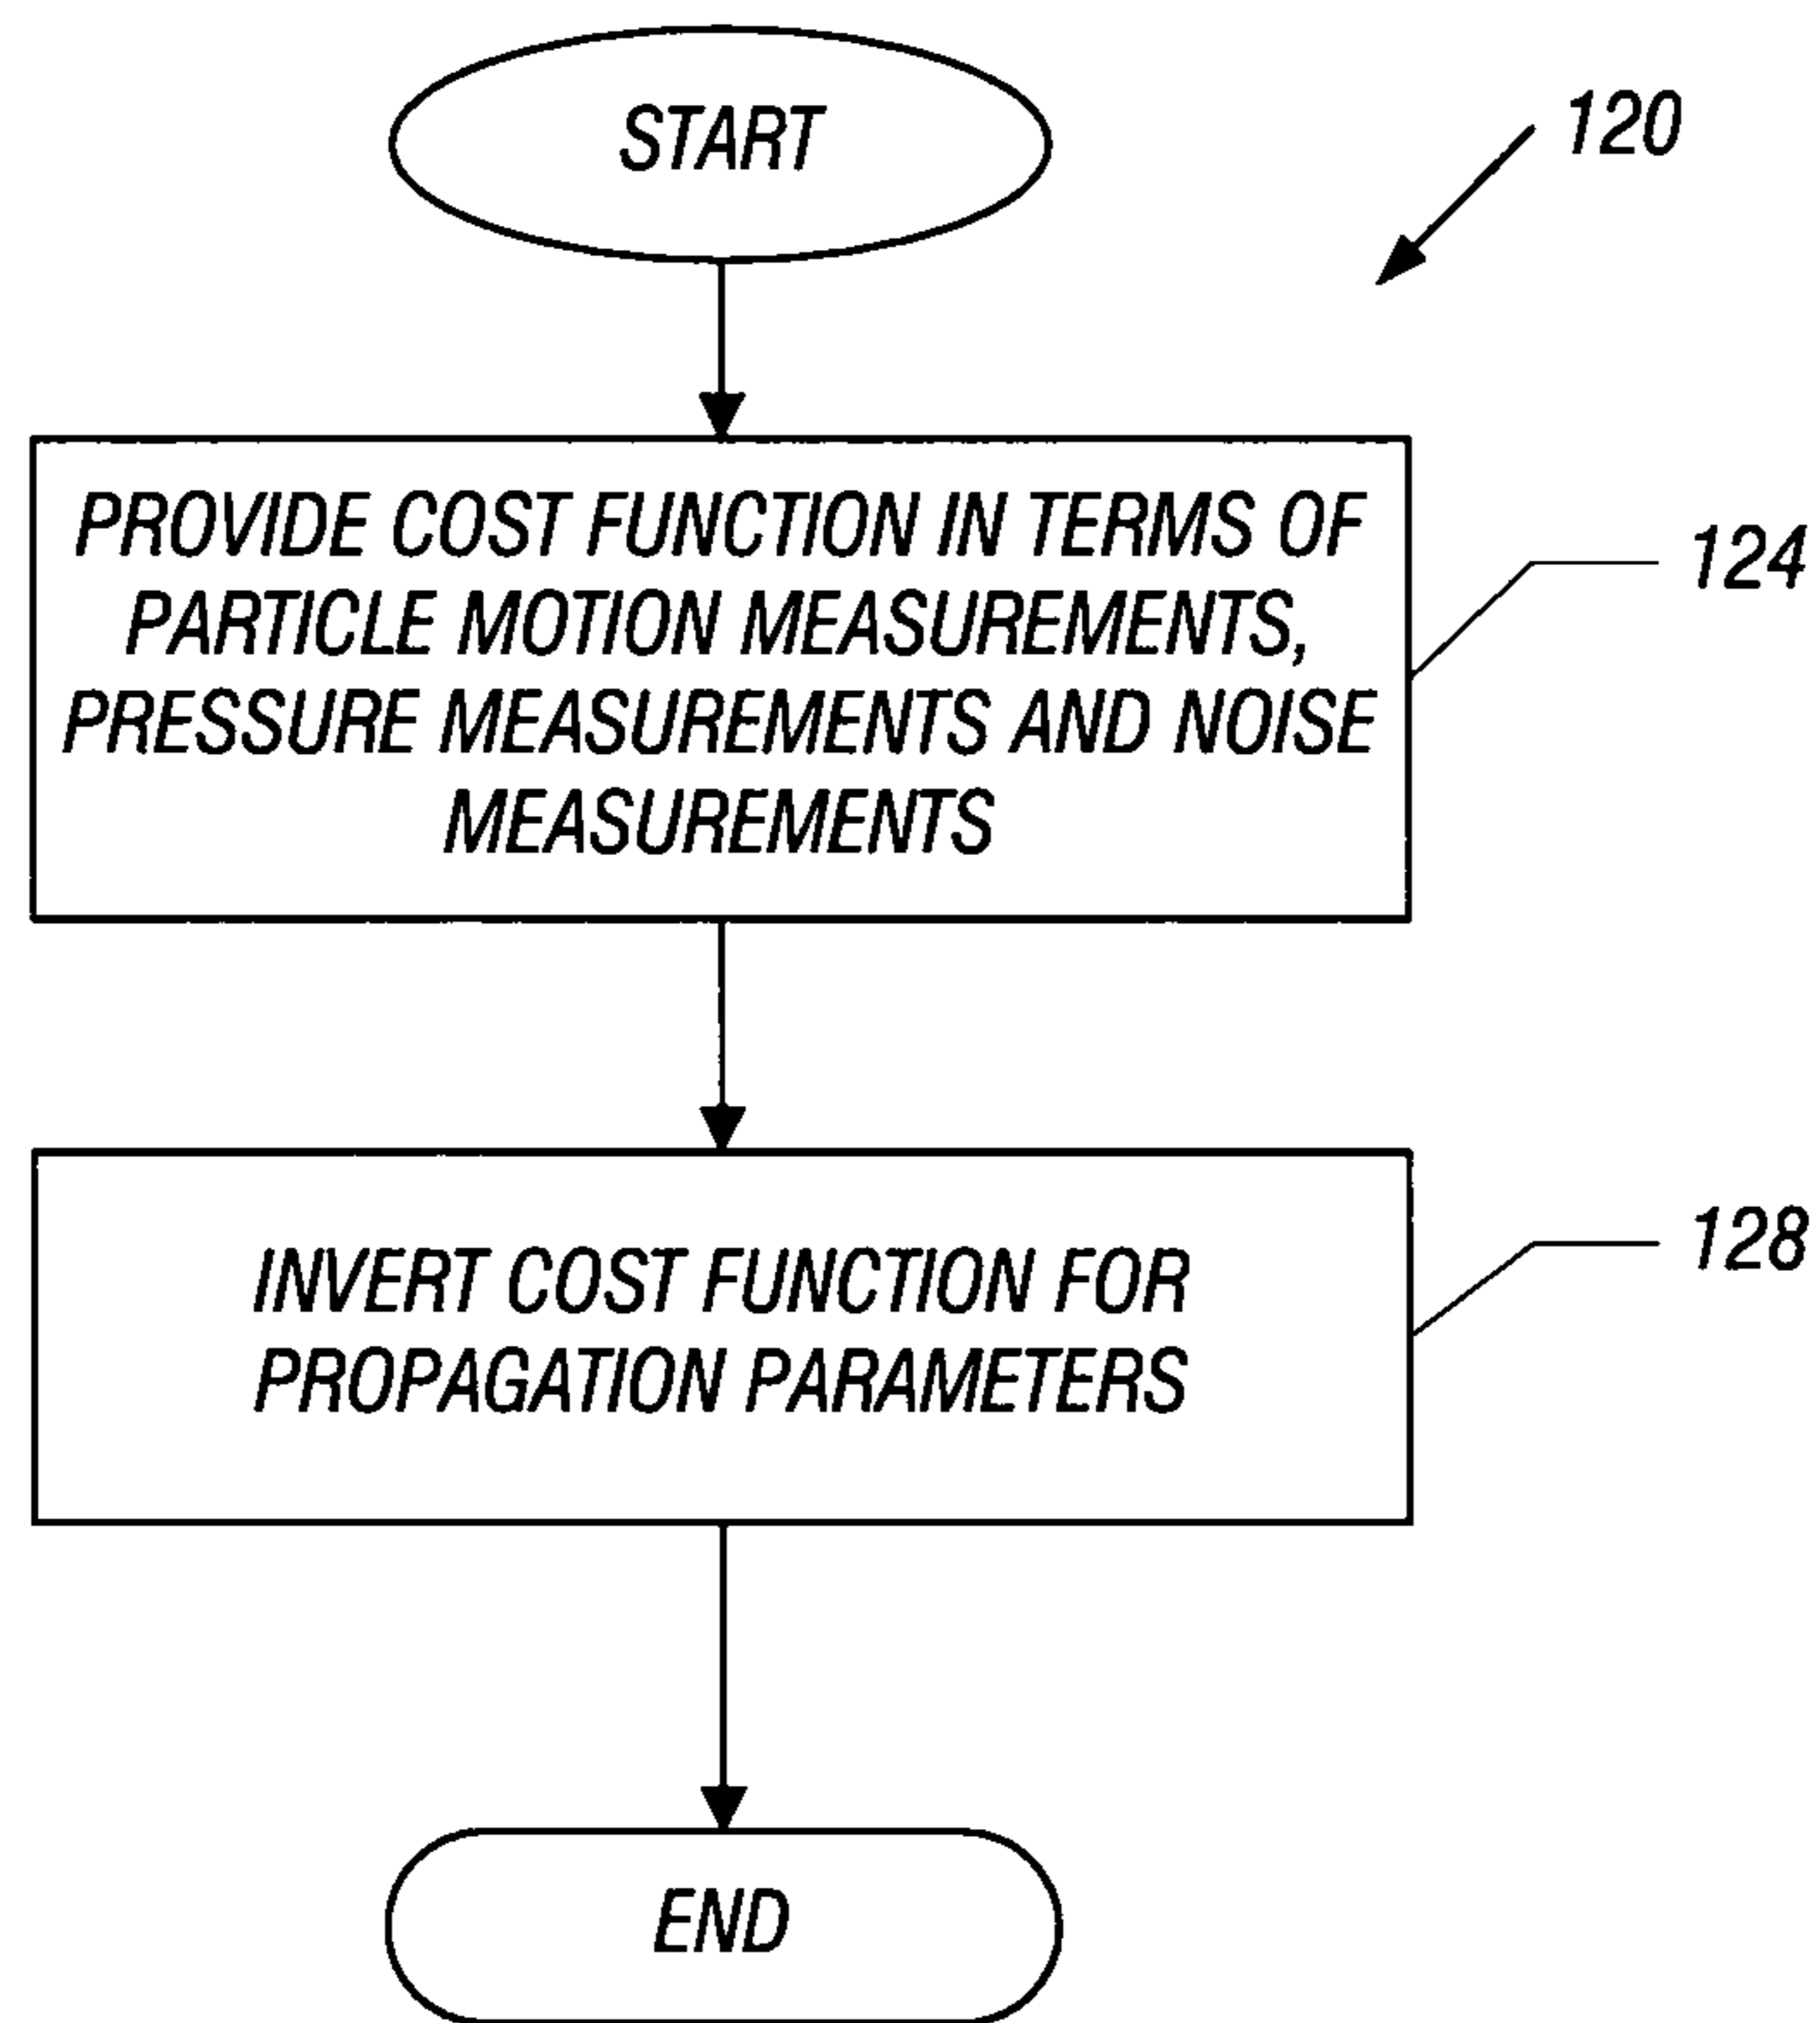 START
120
PROVIDE COST FUNCTION IN TERMS OF
PARTICLE MOTION MEASUREMENTS,
PRESSURE MEASUREMENTS AND NOISE
MEASUREMENTS
124
INVERT COST FUNCTION FOR
PROPAGATION PARAMETERS
128
END